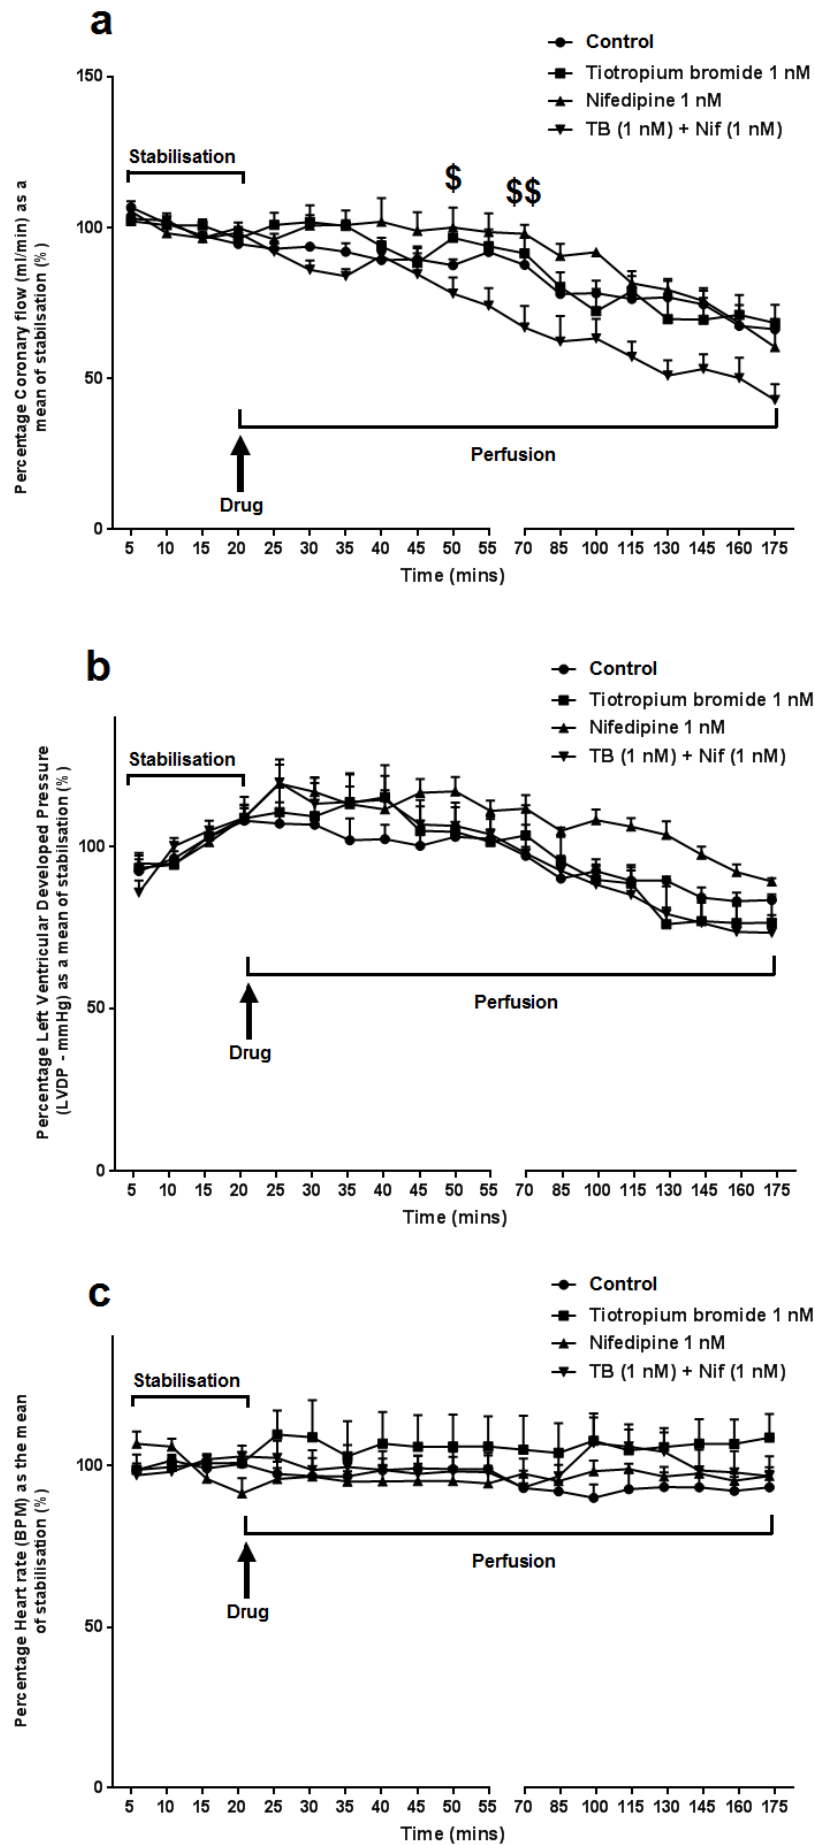 a
Control
Tiotropium bromide 1 nM
Nifedipine 1 nM
TB (1 nM) + Nif (1 nM)
150
Stabilisation
$
$$
100
50
0
Percentage Coronary flow (ml/min) as a
mean of stabilisation (%)
Perfusion
Drug
5 10 15 20 25 30 35 40 45 50 55 70 85 100 115 130 145 160 175
Time (mins)
b
Control
Tiotropium bromide 1 nM
Nifedipine 1 nM
TB (1 nM) + Nif (1 nM)
Stabilisation
100
50
0
Percentage Left Ventricular Developed Pressure
(LVDP - mmHg) as a mean of stabilsation (%)
Perfusion
Drug
5 10 15 20 25 30 35 40 45 50 55 70 85 100 115 130 145 160 175
Time (mins)
c
Control
Tiotropium bromide 1 nM
Nifedipine 1 nM
TB (1 nM) + Nif (1 nM)
Stabilisation
100
50
0
Percentage Heart rate (BPM) as the mean
of stabilisation (%)
Perfusion
Drug
5 10 15 20 25 30 35 40 45 50 55 70 85 100 115 130 145 160 175
Time (mins)